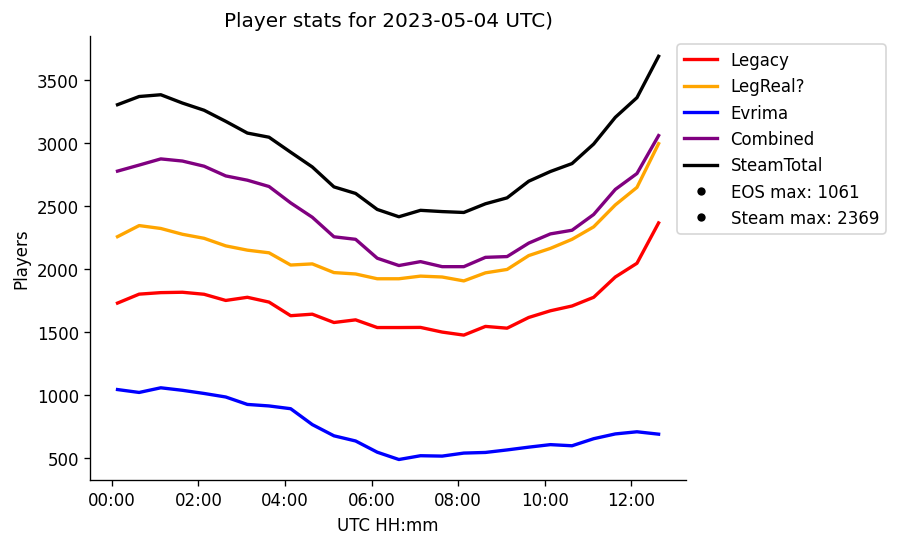 Player stats for 2023-05-04 UTC)
Legacy
LegReal?
Evrima
Combined
SteamTotal
EOS max: 1061
Steam max: 2369
Players
3500
3000
2500
2000
1500
1000
500
00:00 02:00 04:00 06:00 08:00 10:00 12:00
UTC HH:mm